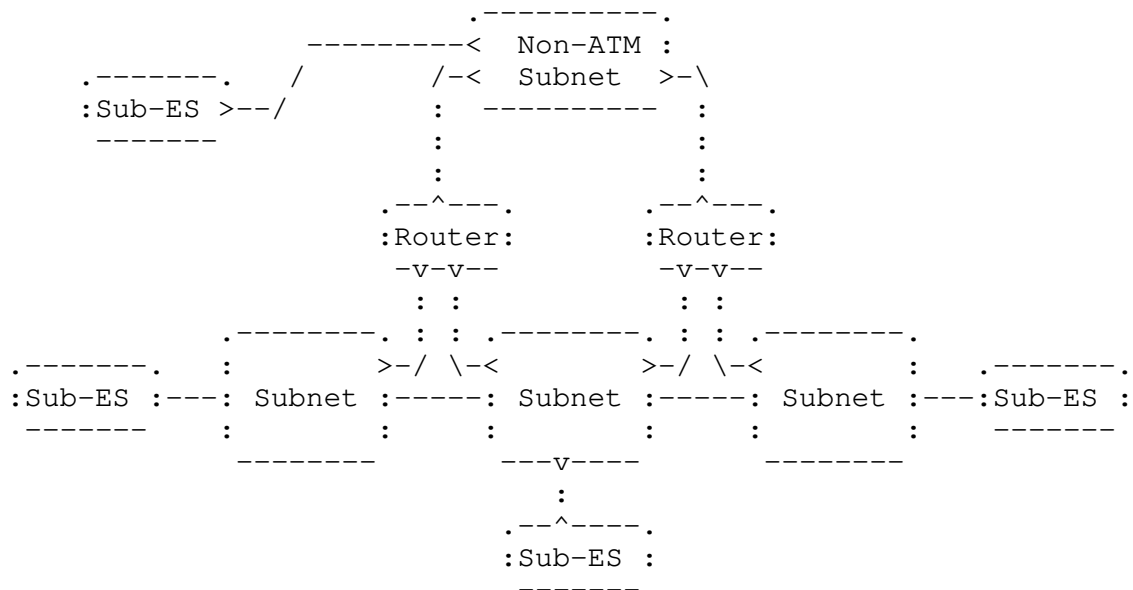 Non-ATM
Subnet
Sub-ES
Router Router
Sub-ES Subnet Subnet Subnet Sub-ES
Sub-ES